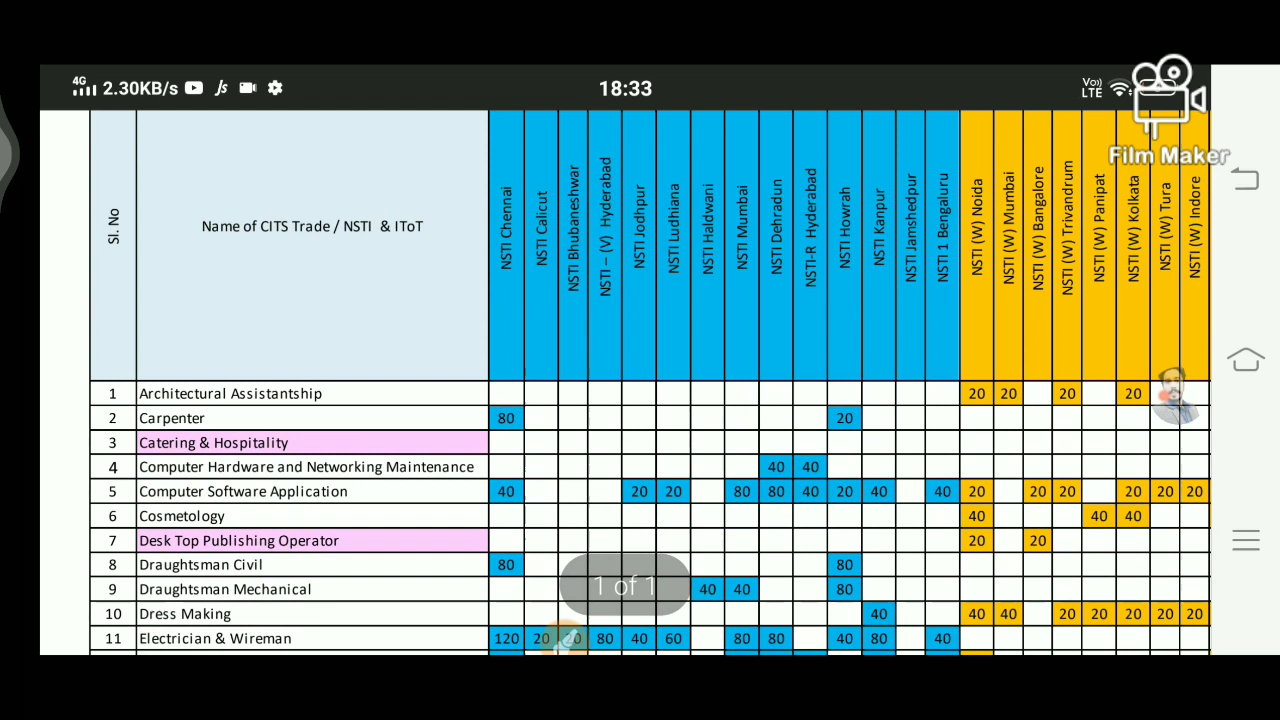 4G 2.30KB/s 18:33 Vo)) LTE
Film Maker
Sl. No
Name of CITS Trade / NSTI & IToT
NSTI Chennai
NSTI Calicut
NSTI Bhubaneshwar
NSTI – (V) Hyderabad
NSTI Jodhpur
NSTI Ludhiana
NSTI Haldwani
NSTI Mumbai
NSTI Dehradun
NSTI-R Hyderabad
NSTI Howrah
NSTI Kanpur
NSTI Jamshedpur
NSTI 1 Bengaluru
NSTI (W) Noida
NSTI (W) Mumbai
NSTI (W) Bangalore
NSTI (W) Trivandrum
NSTI (W) Panipat
NSTI (W) Kolkata
NSTI (W) Tura
NSTI (W) Indore
1 Architectural Assistantship 20 20 20 20
2 Carpenter 80 20
3 Catering & Hospitality
4 Computer Hardware and Networking Maintenance 40 40
5 Computer Software Application 40 20 20 80 80 40 20 40 40 20 20 20 20 20 20
6 Cosmetology 40 40 40
7 Desk Top Publishing Operator 20 20
8 Draughtsman Civil 80 80
1 of 1
9 Draughtsman Mechanical 40 40 80
10 Dress Making 40 40 40 20 20 20 20 20
11 Electrician & Wireman 120 20 20 80 40 60 80 80 40 80 40